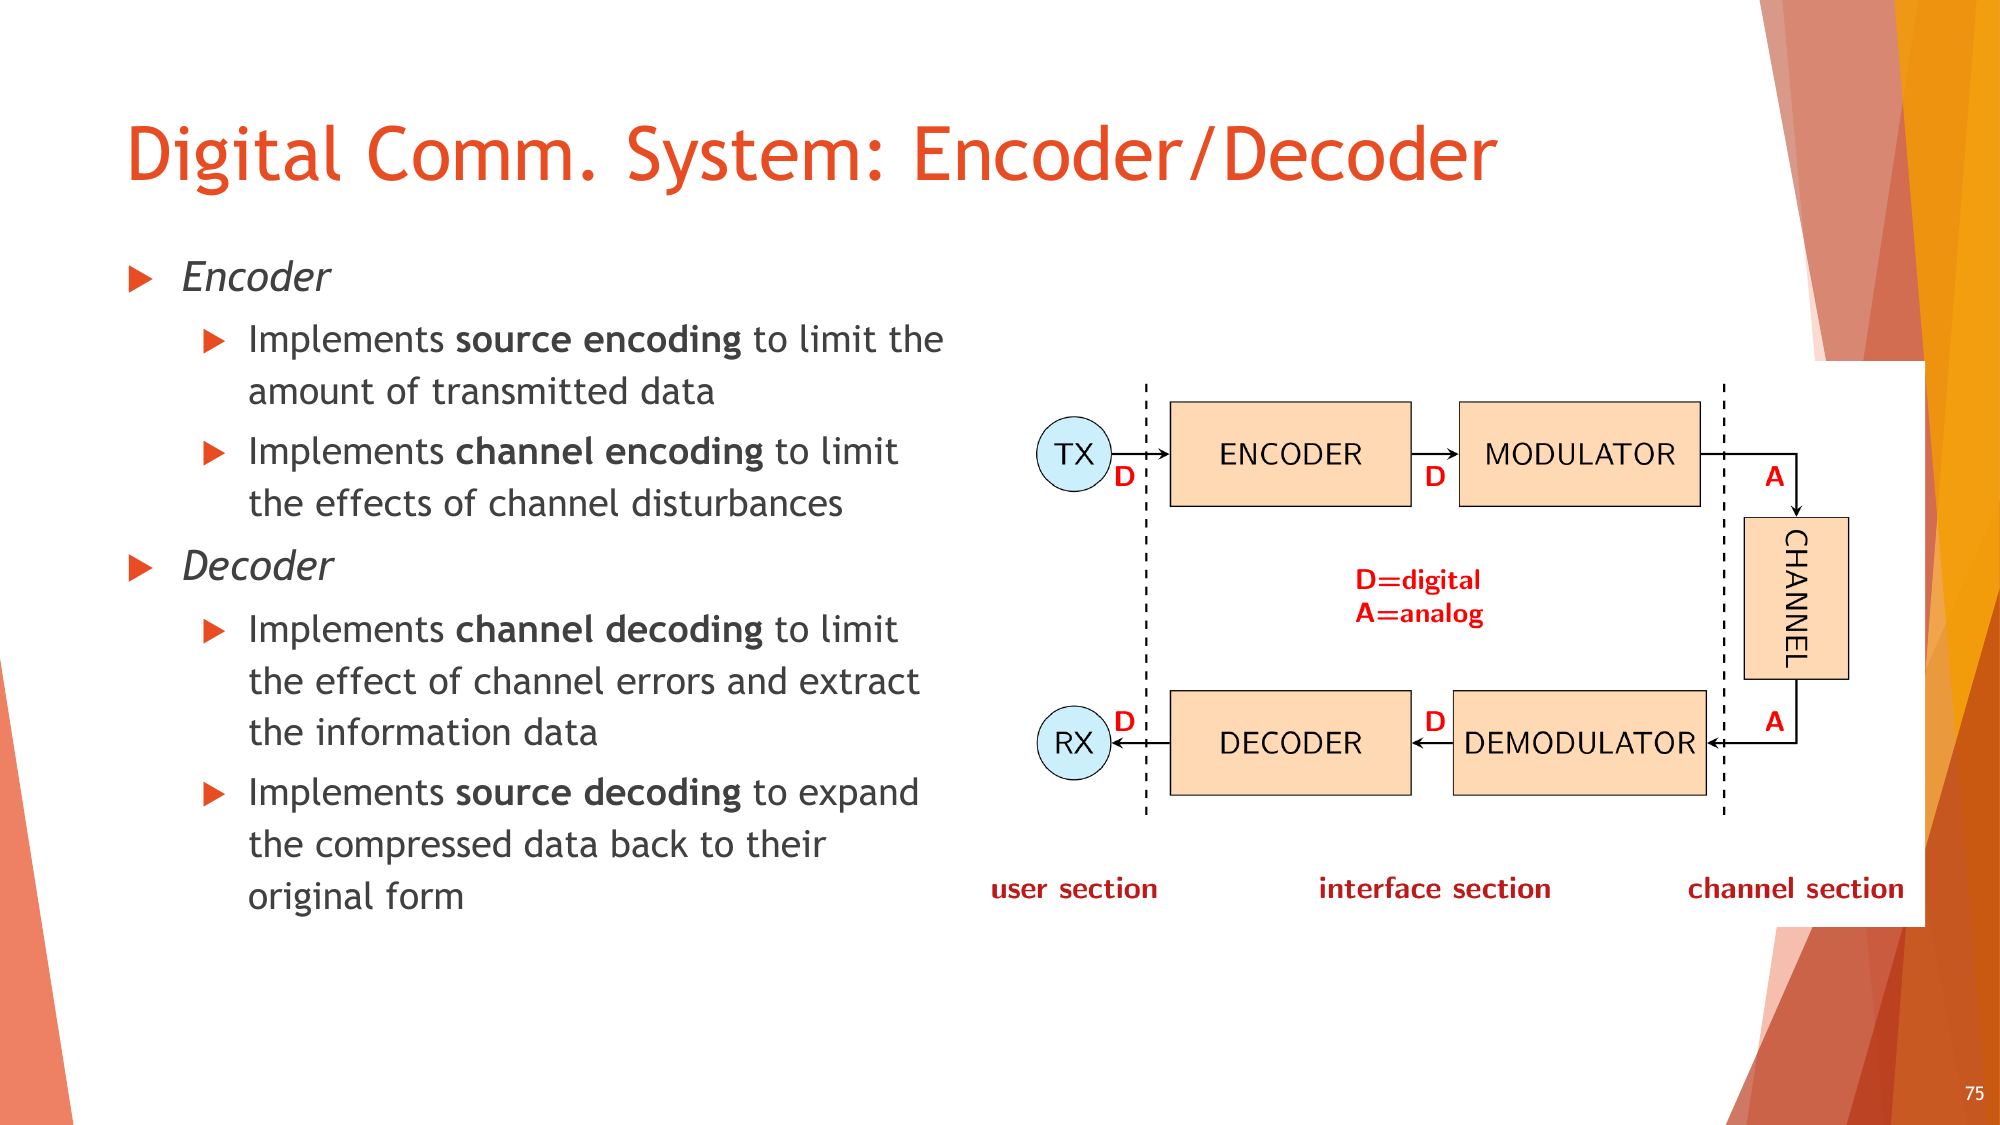 Digital Comm. System: Encoder/Decoder
Encoder
Implements source encoding to limit the
amount of transmitted data
Implements channel encoding to limit
the effects of channel disturbances
Decoder
Implements channel decoding to limit
the effect of channel errors and extract
the information data
Implements source decoding to expand
the compressed data back to their
original form
TX
D
ENCODER
D
MODULATOR
A
CHANNEL
D=digital
A=analog
RX
D
DECODER
D
DEMODULATOR
A
user section
interface section
channel section
75